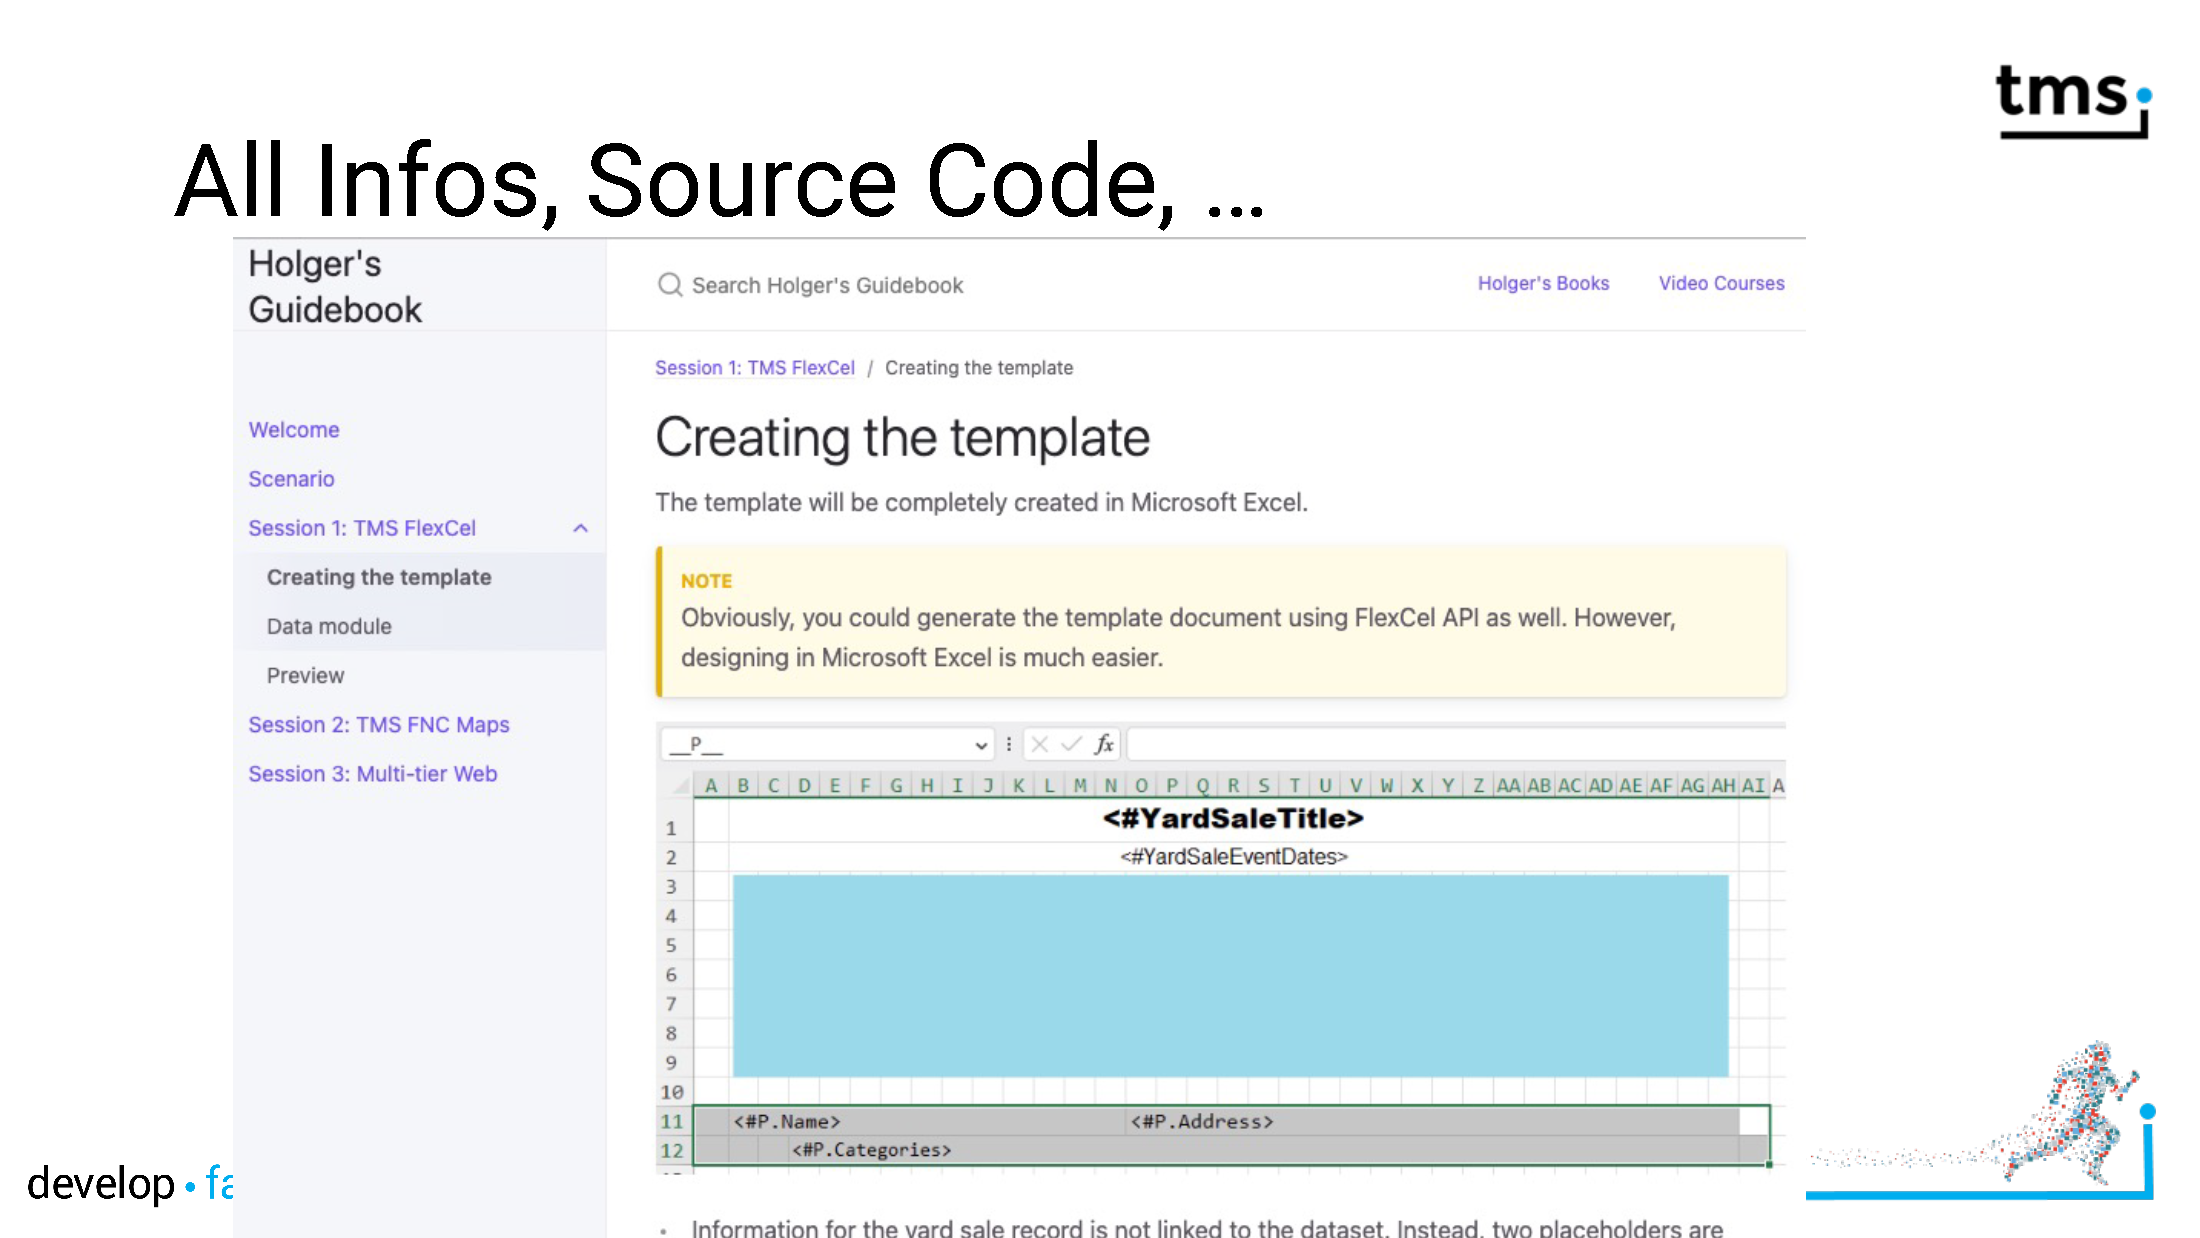 tms
All Infos, Source Code, ...
Holger's
Guidebook
Search Holger's Guidebook
Holger's Books
Video Courses
Welcome
Scenario
Session 1: TMS FlexCel
Creating the template
Data module
Preview
Session 2: TMS FNC Maps
Session 3: Multi-tier Web
Session 1: TMS FlexCel / Creating the template
Creating the template
The template will be completely created in Microsoft Excel.
NOTE
Obviously, you could generate the template document using FlexCel API as well. However,
designing in Microsoft Excel is much easier.
__P__ fx
A B C D E F G H I J K L M N O P Q R S T U V W X Y Z AA AB AC AD AE AF AG AH AI A
1 <#YardSaleTitle>
2 <#YardSaleEventDates>
3
4
5
6
7
8
9
10
11 <#P.Name> <#P.Address>
12 <#P.Categories>
• Information for the yard sale record is not linked to the dataset. Instead, two placeholders are
develop •